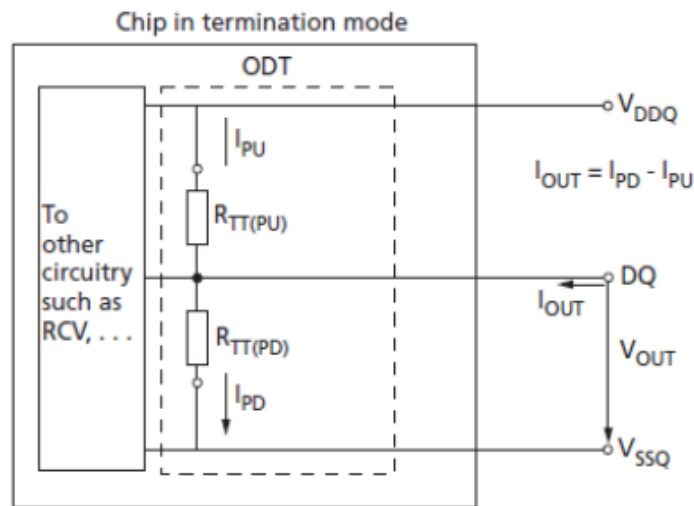 Chip in termination mode
ODT
V_DDQ
I_PU
I_OUT = I_PD - I_PU
To
other
circuitry
such as
RCV, . . .
R_TT(PU)
DQ
I_OUT
R_TT(PD)
V_OUT
I_PD
V_SSQ